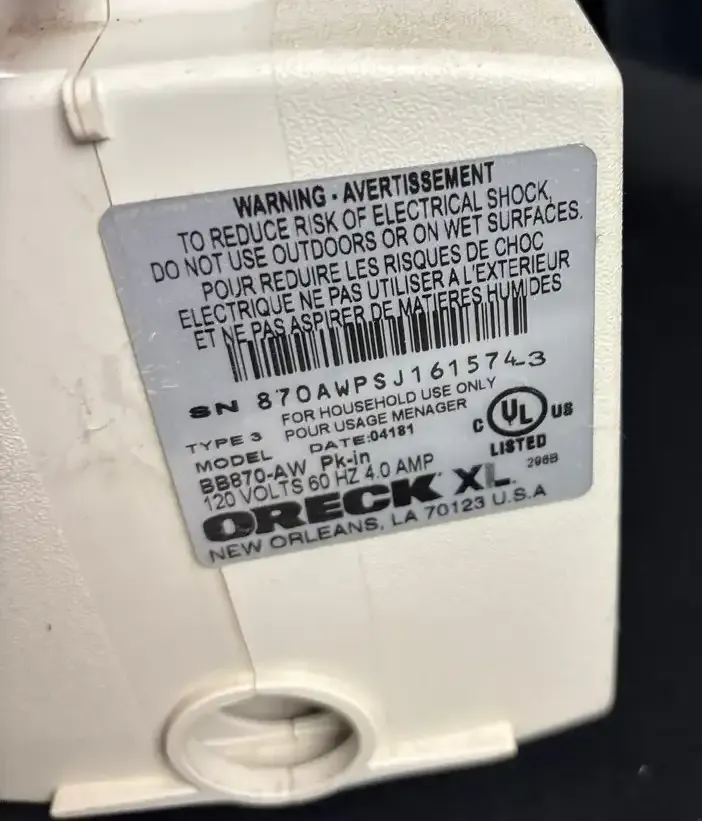 WARNING - AVERTISSEMENT
TO REDUCE RISK OF ELECTRICAL SHOCK,
DO NOT USE OUTDOORS OR ON WET SURFACES.
POUR REDUIRE LES RISQUES DE CHOC
ELECTRIQUE NE PAS UTILISER A L'EXTERIEUR
ET NE PAS ASPIRER DE MATIERES HUMIDES
SN 870AWPSJ161574-3
FOR HOUSEHOLD USE ONLY
TYPE 3 POUR USAGE MENAGER
MODEL DATE:04181
BB870-AW Pk-in
120 VOLTS 60 HZ 4.0 AMP
C UL US
LISTED
296B
ORECK XL.
NEW ORLEANS, LA 70123 U.S.A